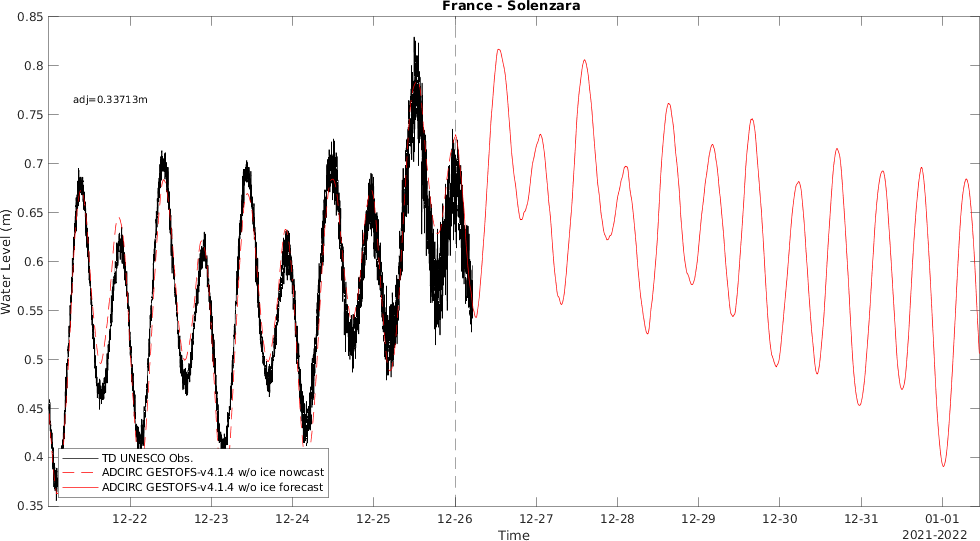 France - Solenzara
0.85
0.8
0.75
0.7
0.65
0.6
0.55
0.5
0.45
0.4
0.35
Water Level (m)
adj=0.33713m
TD UNESCO Obs.
ADCIRC GESTOFS-v4.1.4 w/o ice nowcast
ADCIRC GESTOFS-v4.1.4 w/o ice forecast
12-22 12-23 12-24 12-25 12-26 12-27 12-28 12-29 12-30 12-31 01-01
Time
2021-2022